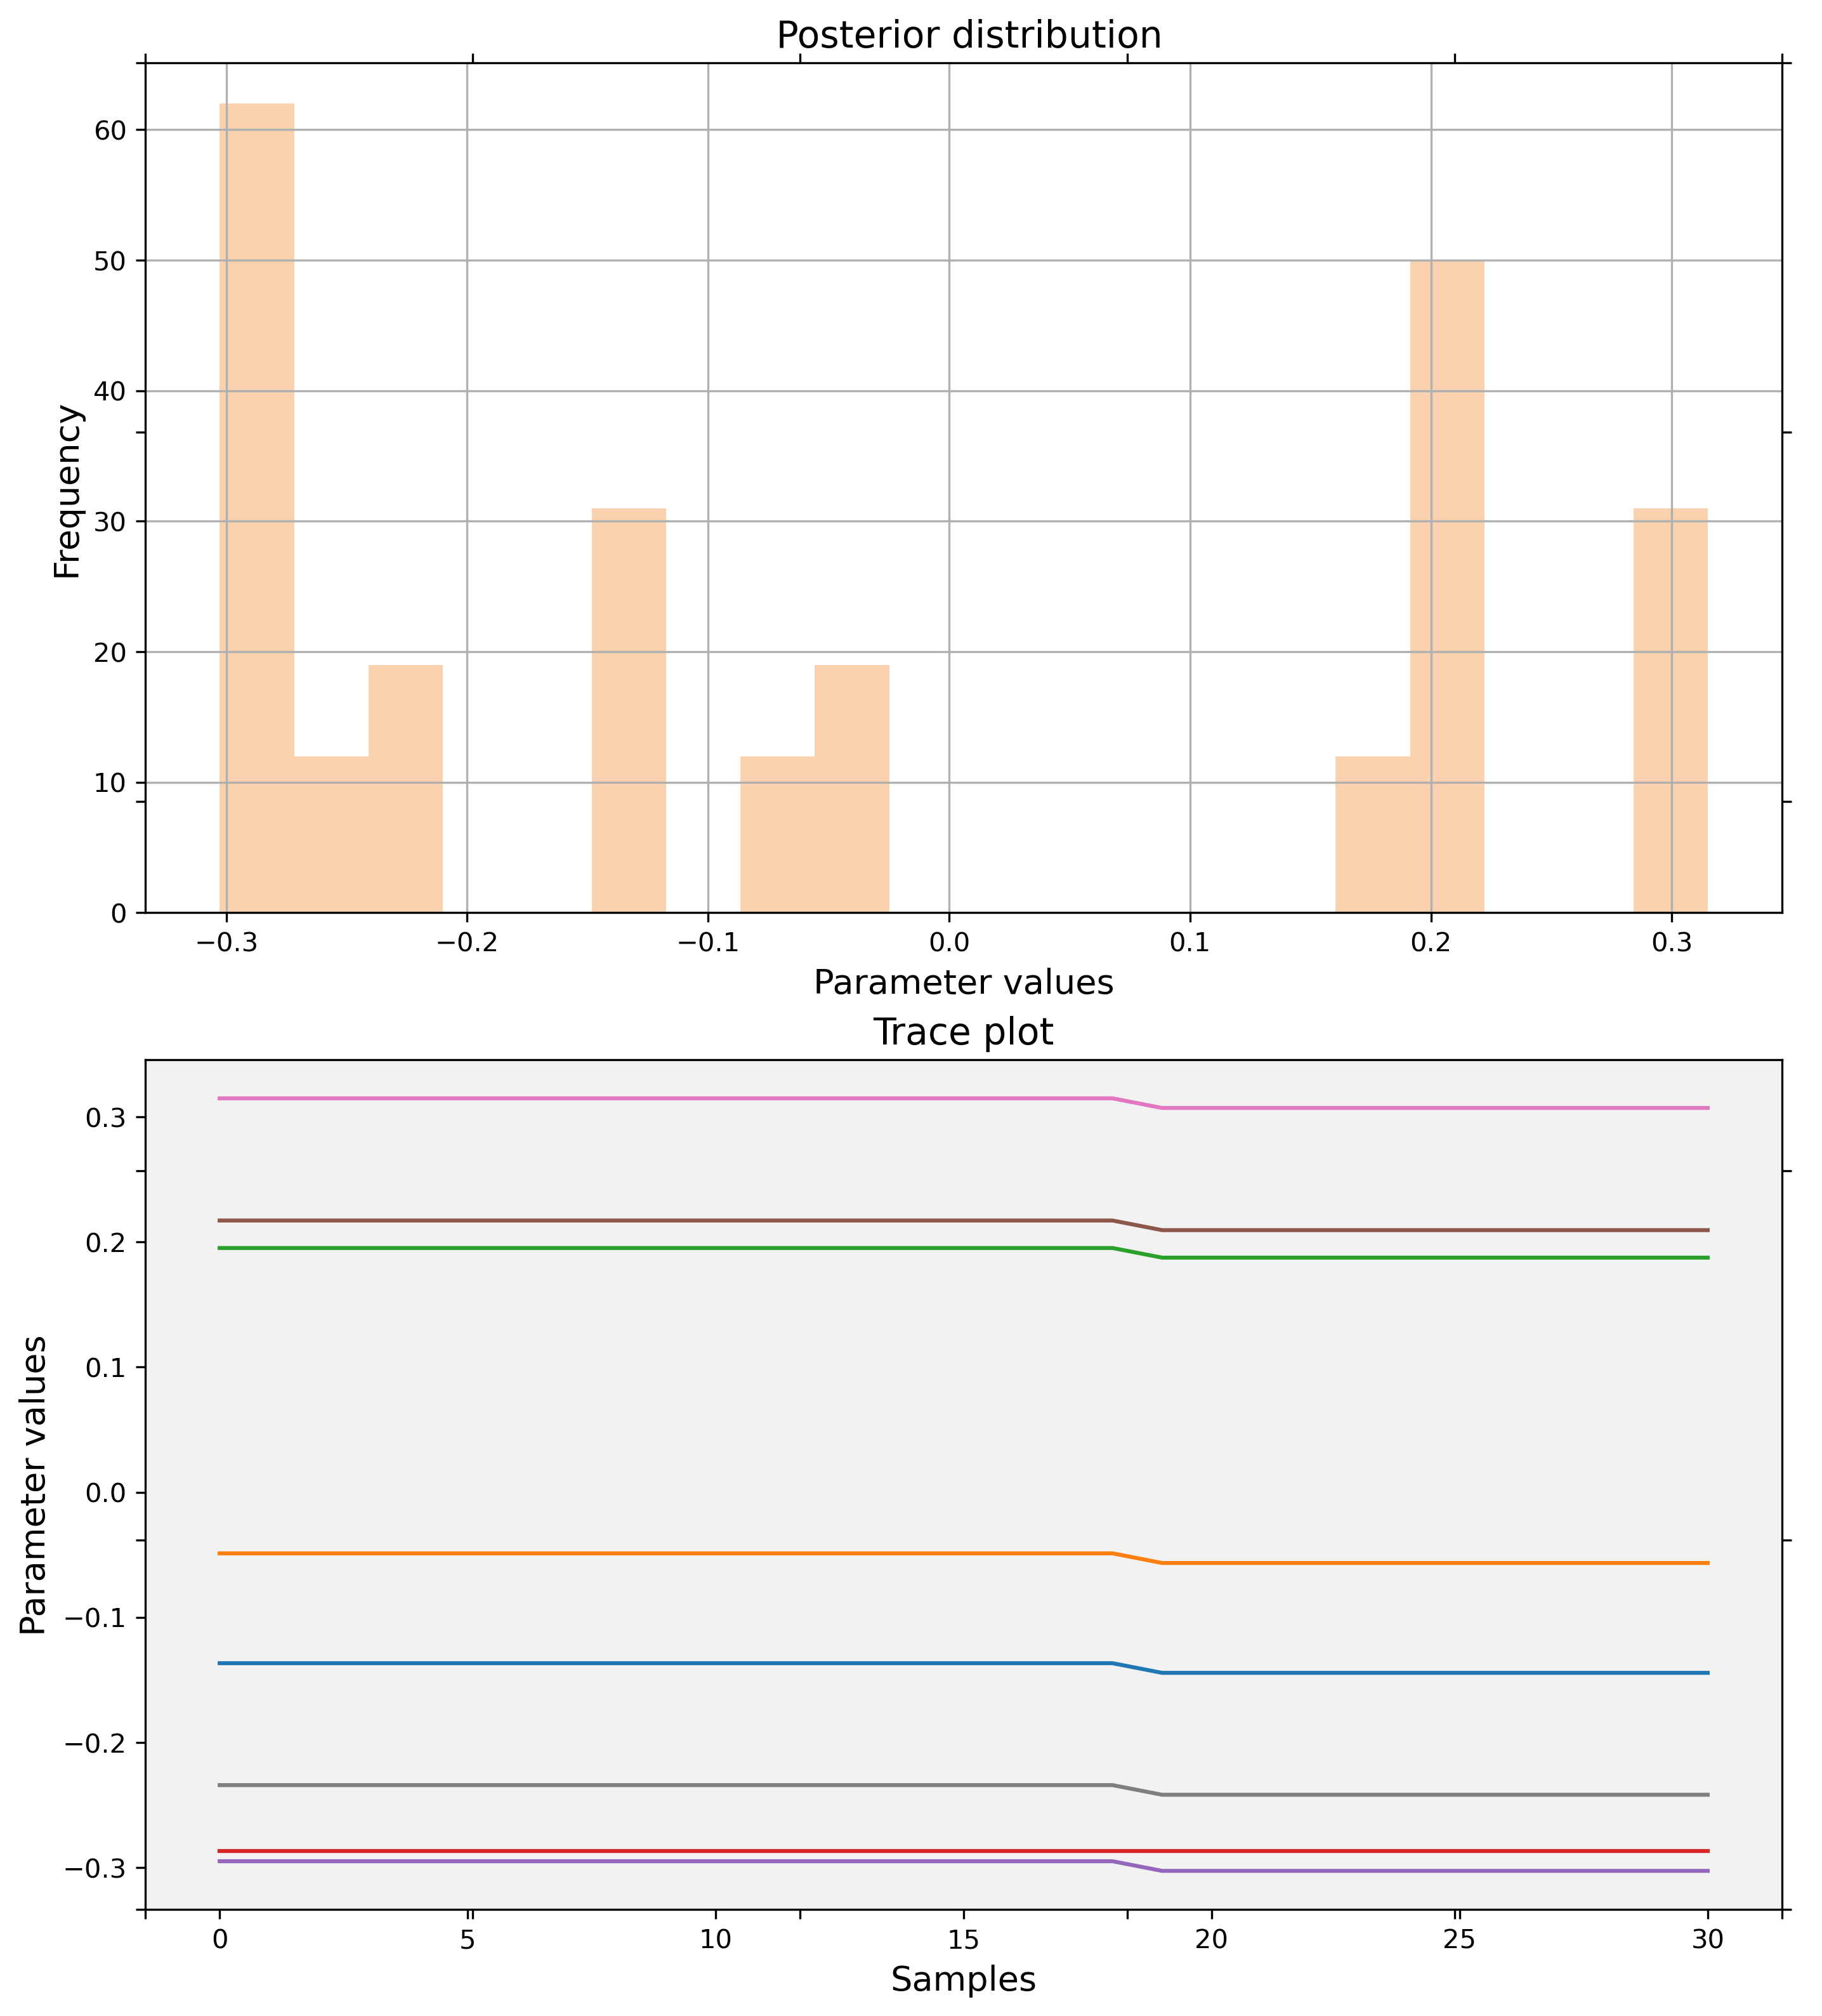 Posterior distribution
60
50
40
30
20
10
0
Frequency
−0.3 −0.2 −0.1 0.0 0.1 0.2 0.3
Parameter values
Trace plot
0.3
0.2
0.1
0.0
−0.1
−0.2
−0.3
Parameter values
0 5 10 15 20 25 30
Samples